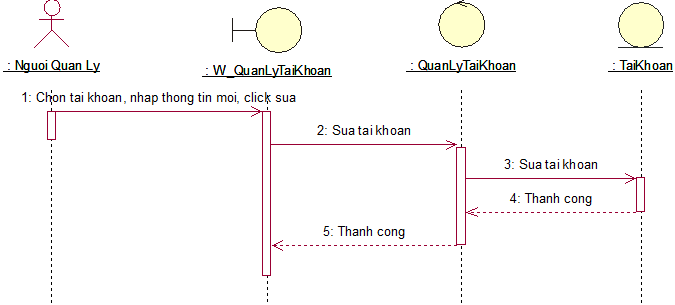 : Nguoi Quan Ly
: W_QuanLyTaiKhoan
: QuanLyTaiKhoan
: TaiKhoan
1: Chon tai khoan, nhap thong tin moi, click sua
2: Sua tai khoan
3: Sua tai khoan
4: Thanh cong
5: Thanh cong